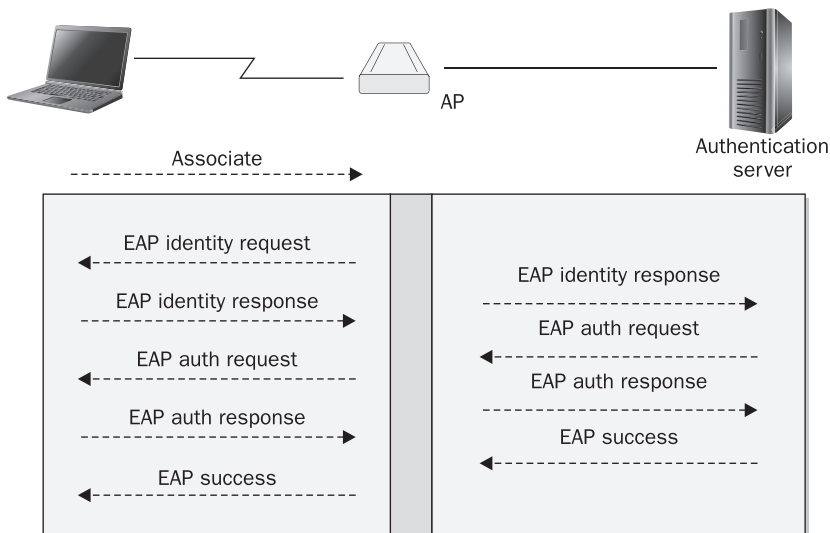 AP
Authentication
server
Associate
EAP identity request
EAP identity response
EAP identity response
EAP auth request
EAP auth request
EAP auth response
EAP auth response
EAP success
EAP success